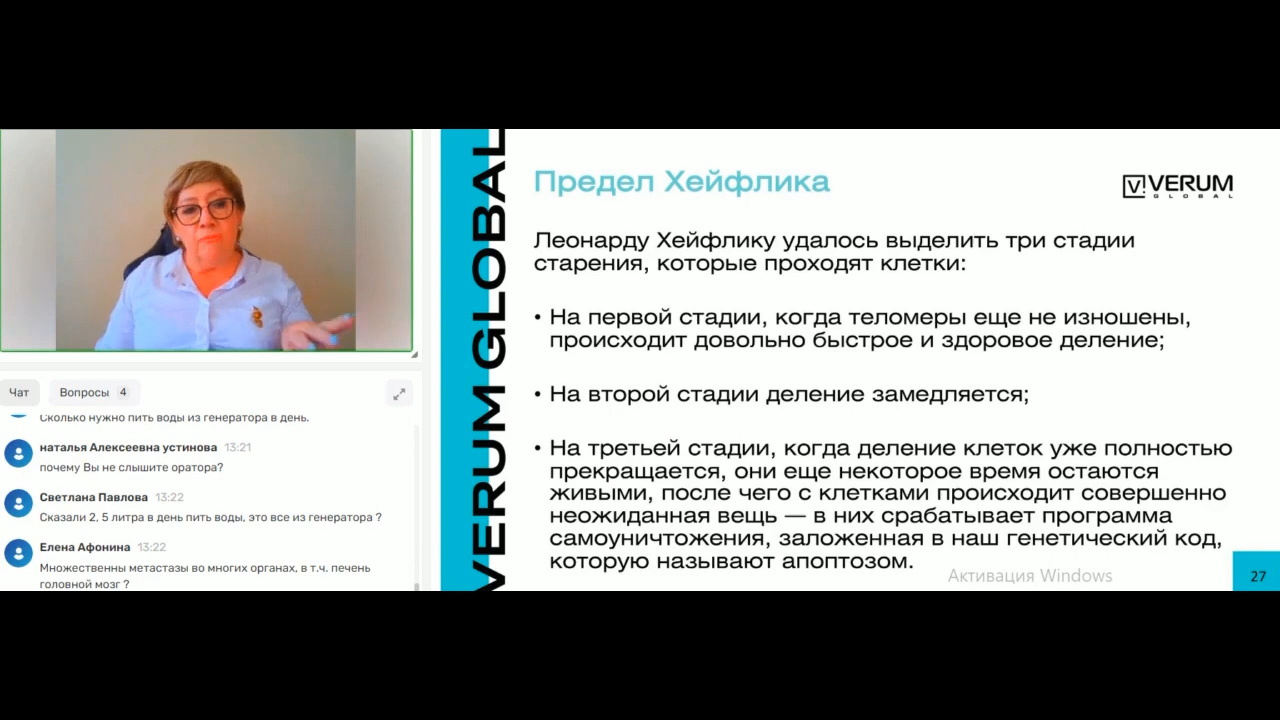 Чат
Вопросы 4
Сколько нужно пить воды из генератора в день.
наталья Алексеевна устинова 13:21
почему Вы не слышите оратора?
Светлана Павлова 13:22
Сказали 2, 5 литра в день пить воды, это все из генератора ?
Елена Афонина 13:22
Множественны метастазы во многих органах, в т.ч. печень
головной мозг ?
VERUM GLOBAL
Предел Хейфлика
V! VERUM
GLOBAL
Леонарду Хейфлику удалось выделить три стадии
старения, которые проходят клетки:
• На первой стадии, когда теломеры еще не изношены,
происходит довольно быстрое и здоровое деление;
• На второй стадии деление замедляется;
• На третьей стадии, когда деление клеток уже полностью
прекращается, они еще некоторое время остаются
живыми, после чего с клетками происходит совершенно
неожиданная вещь — в них срабатывает программа
самоуничтожения, заложенная в наш генетический код,
которую называют апоптозом.
Активация Windows
27